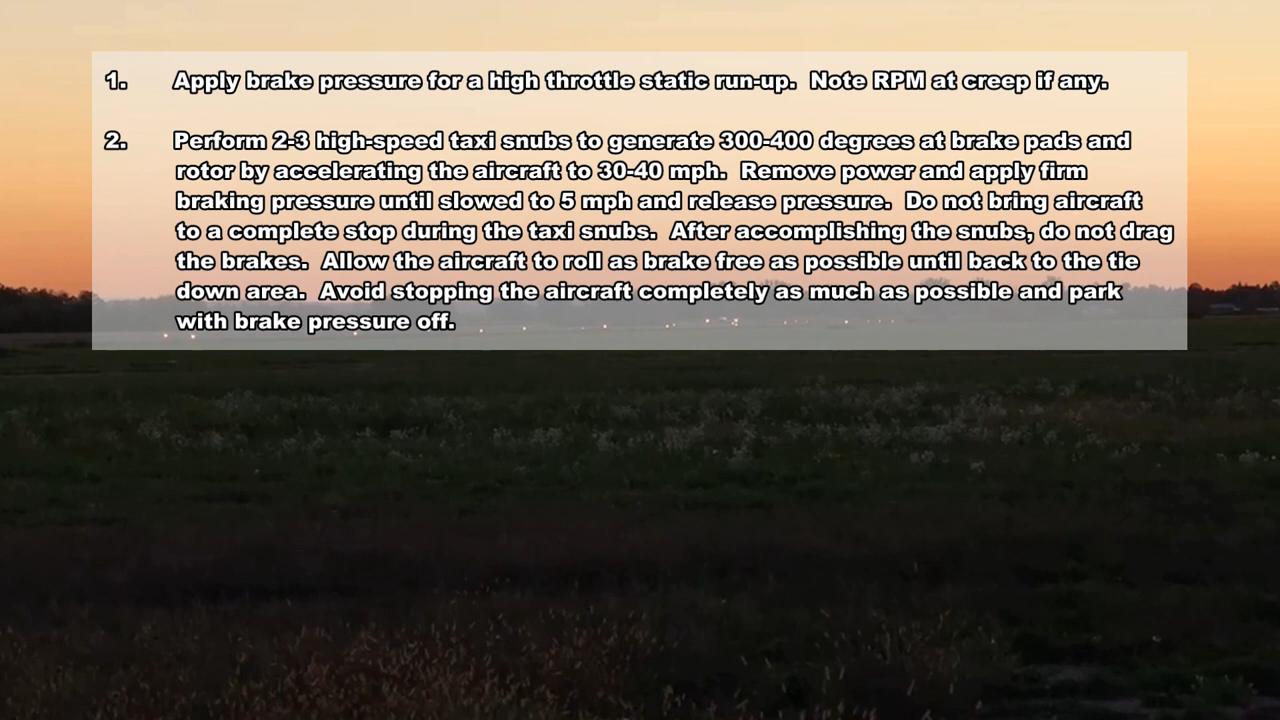 1. Apply brake pressure for a high throttle static run-up. Note RPM at creep if any.
2. Perform 2-3 high-speed taxi snubs to generate 300-400 degrees at brake pads and
rotor by accelerating the aircraft to 30-40 mph. Remove power and apply firm
braking pressure until slowed to 5 mph and release pressure. Do not bring aircraft
to a complete stop during the taxi snubs. After accomplishing the snubs, do not drag
the brakes. Allow the aircraft to roll as brake free as possible until back to the tie
down area. Avoid stopping the aircraft completely as much as possible and park
with brake pressure off.